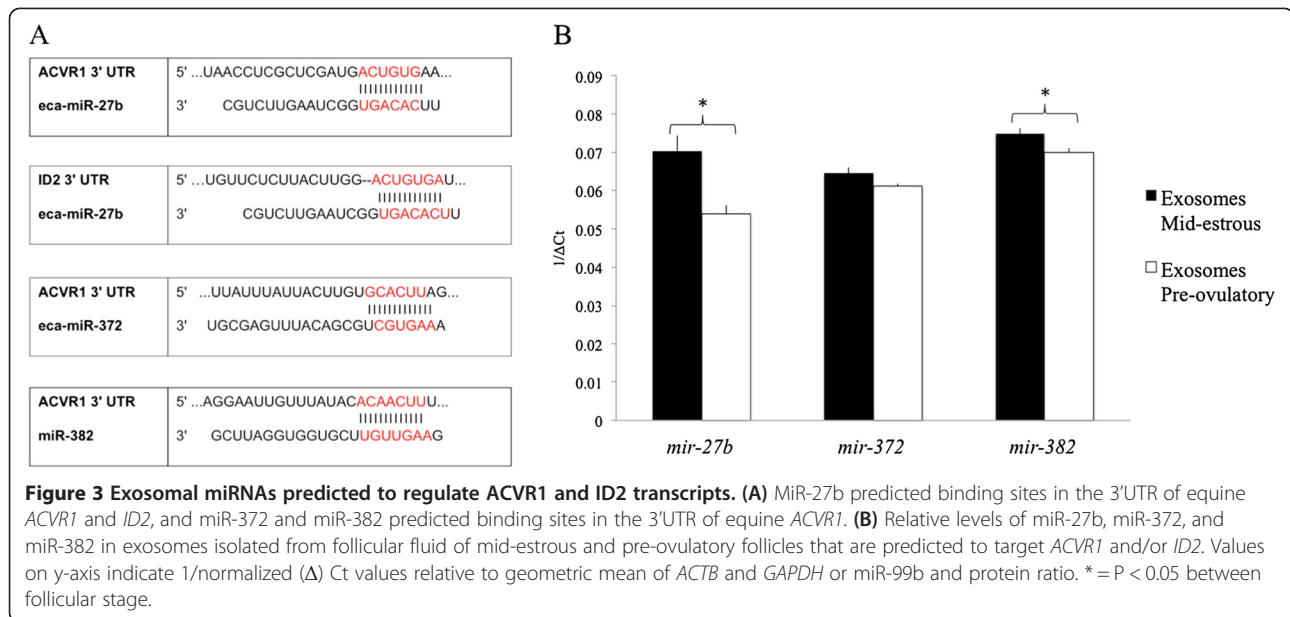 A
ACVR1 3' UTR 5' ...UAACCUCGCUCGAUGACUGUGAA...
eca-miR-27b 3' CGUCUUGAAUCGGUGACACUU
ID2 3' UTR 5' ...UGUUCUCUUACUUGG--ACUGUGAU...
eca-miR-27b 3' CGUCUUGAAUCGGUGACACUU
ACVR1 3' UTR 5' ...UUAUUUAUUACUUGUGCACUUAG...
eca-miR-372 3' UGCGAGUUUACAGCGUCGUGAAA
ACVR1 3' UTR 5' ...AGGAAUUGUUUAUACACAACUUU...
miR-382 3' GCUUAGGUGGUGCUUGUUGAAG
B
0.09
0.08
0.07
0.06
0.05
0.04
0.03
0.02
0.01
0
1/ΔCt
*
*
mir-27b mir-372 mir-382
Exosomes
Mid-estrous
Exosomes
Pre-ovulatory
Figure 3 Exosomal miRNAs predicted to regulate ACVR1 and ID2 transcripts. (A) MiR-27b predicted binding sites in the 3'UTR of equine
ACVR1 and ID2, and miR-372 and miR-382 predicted binding sites in the 3'UTR of equine ACVR1. (B) Relative levels of miR-27b, miR-372, and
miR-382 in exosomes isolated from follicular fluid of mid-estrous and pre-ovulatory follicles that are predicted to target ACVR1 and/or ID2. Values
on y-axis indicate 1/normalized (Δ) Ct values relative to geometric mean of ACTB and GAPDH or miR-99b and protein ratio. * = P < 0.05 between
follicular stage.